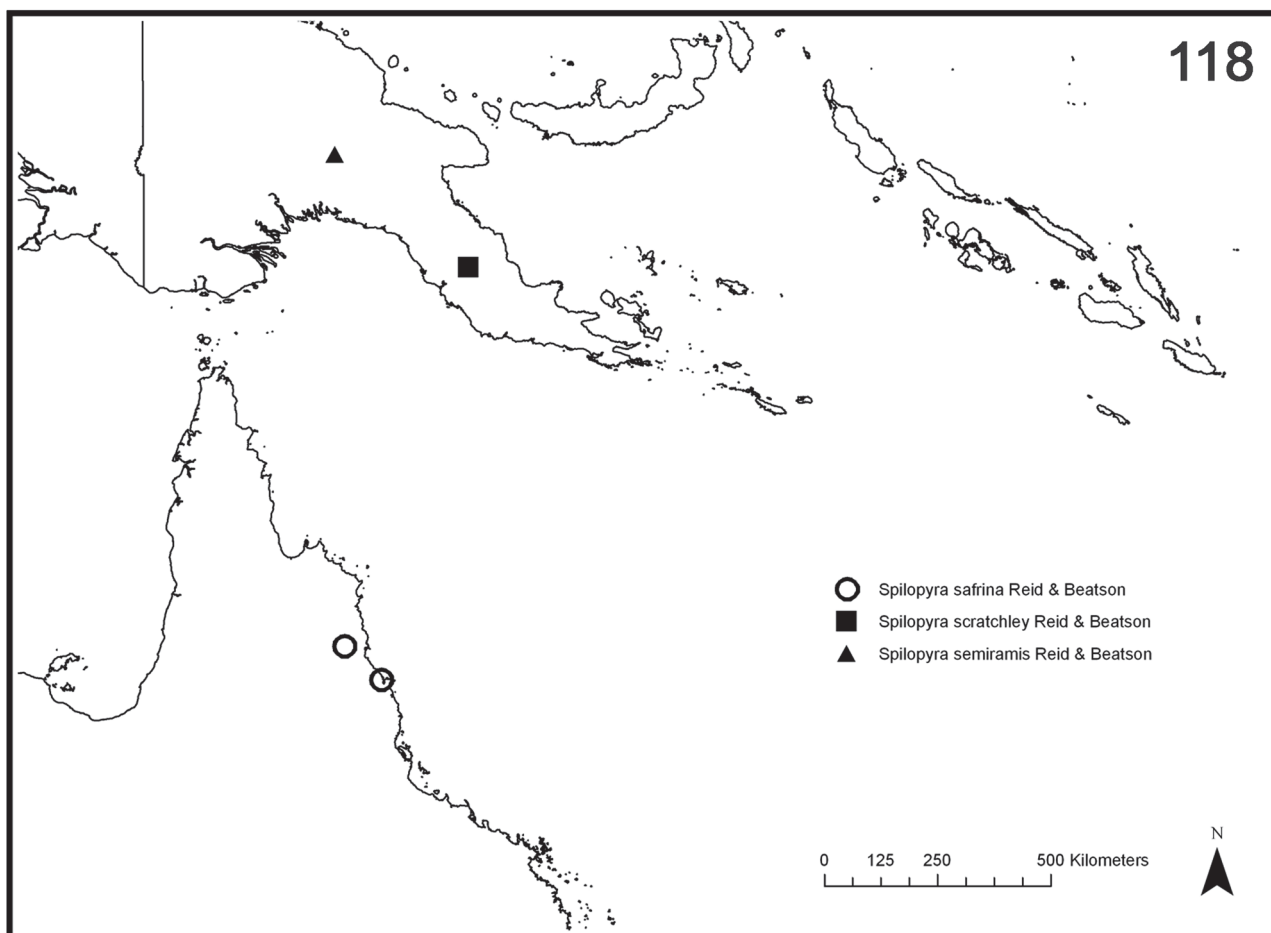 118
Spilopyra safrina Reid & Beatson
Spilopyra scratchley Reid & Beatson
Spilopyra semiramis Reid & Beatson
N
0 125 250 500 Kilometers